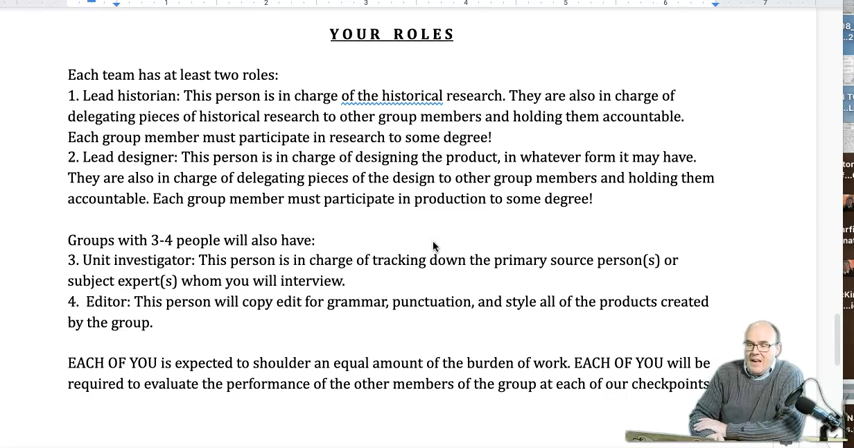 1 2 3 4 5 6 7
YOUR ROLES
Each team has at least two roles:
1. Lead historian: This person is in charge of the historical research. They are also in charge of
delegating pieces of historical research to other group members and holding them accountable.
Each group member must participate in research to some degree!
2. Lead designer: This person is in charge of designing the product, in whatever form it may have.
They are also in charge of delegating pieces of the design to other group members and holding them
accountable. Each group member must participate in production to some degree!
Groups with 3-4 people will also have:
3. Unit investigator: This person is in charge of tracking down the primary source person(s) or
subject expert(s) whom you will interview.
4. Editor: This person will copy edit for grammar, punctuation, and style all of the products created
by the group.
EACH OF YOU is expected to shoulder an equal amount of the burden of work. EACH OF YOU will be
required to evaluate the performance of the other members of the group at each of our checkpoints